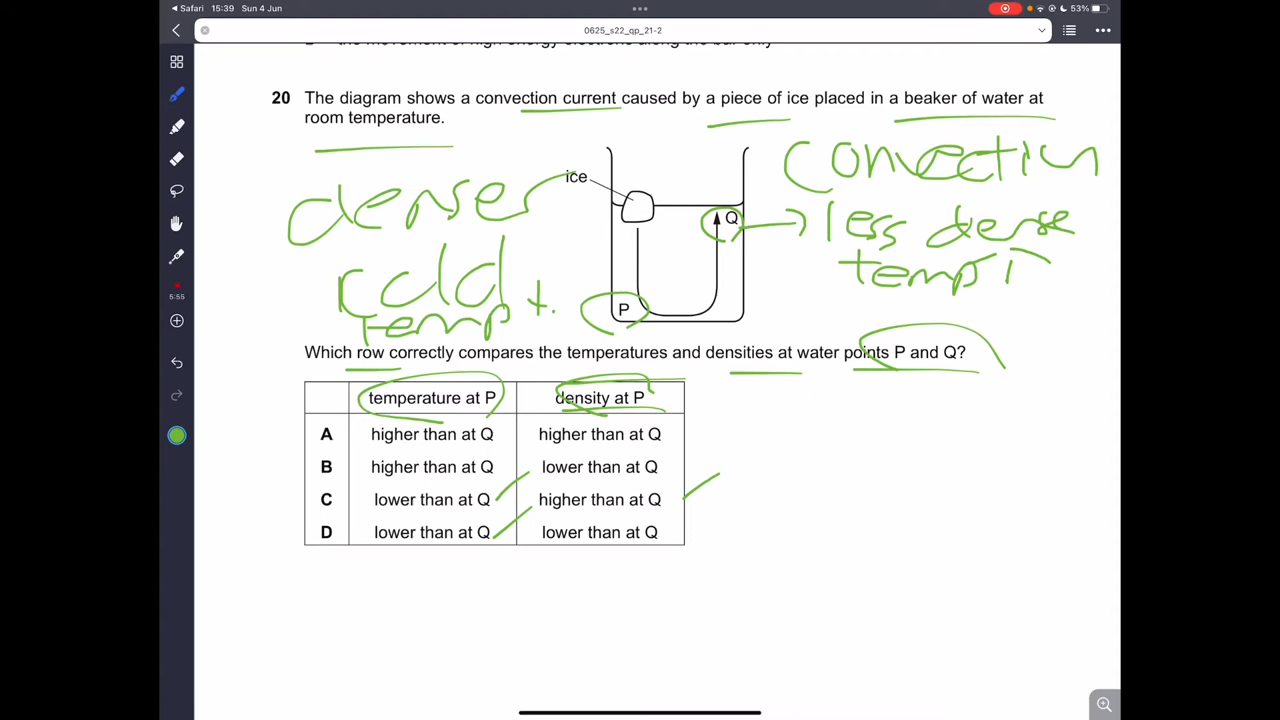 Safari 15:39 Sun 4 Jun 53%
0625_s22_qp_21-2
20 The diagram shows a convection current caused by a piece of ice placed in a beaker of water at
room temperature.
convection
ice
denser
Q
less dense
temp ↑
cold
temp
P
5:55
Which row correctly compares the temperatures and densities at water points P and Q?
temperature at P density at P
A higher than at Q higher than at Q
B higher than at Q lower than at Q
C lower than at Q higher than at Q
D lower than at Q lower than at Q